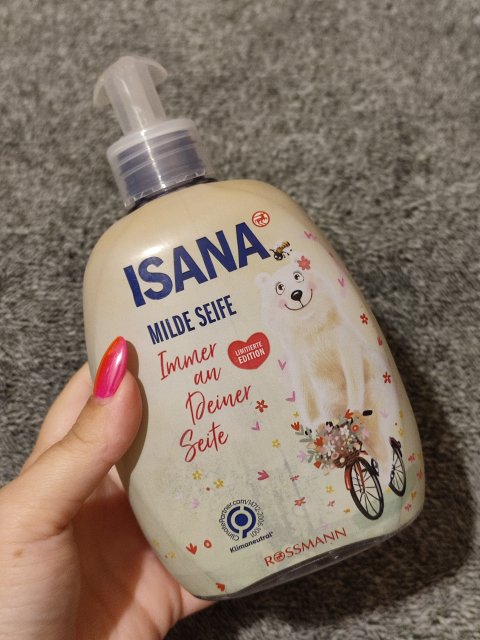 ISANA
MILDE SEIFE
Immer
an
Deiner
Seite
LIMITIERTE
EDITION
Klimaneutral
ROSSMANN